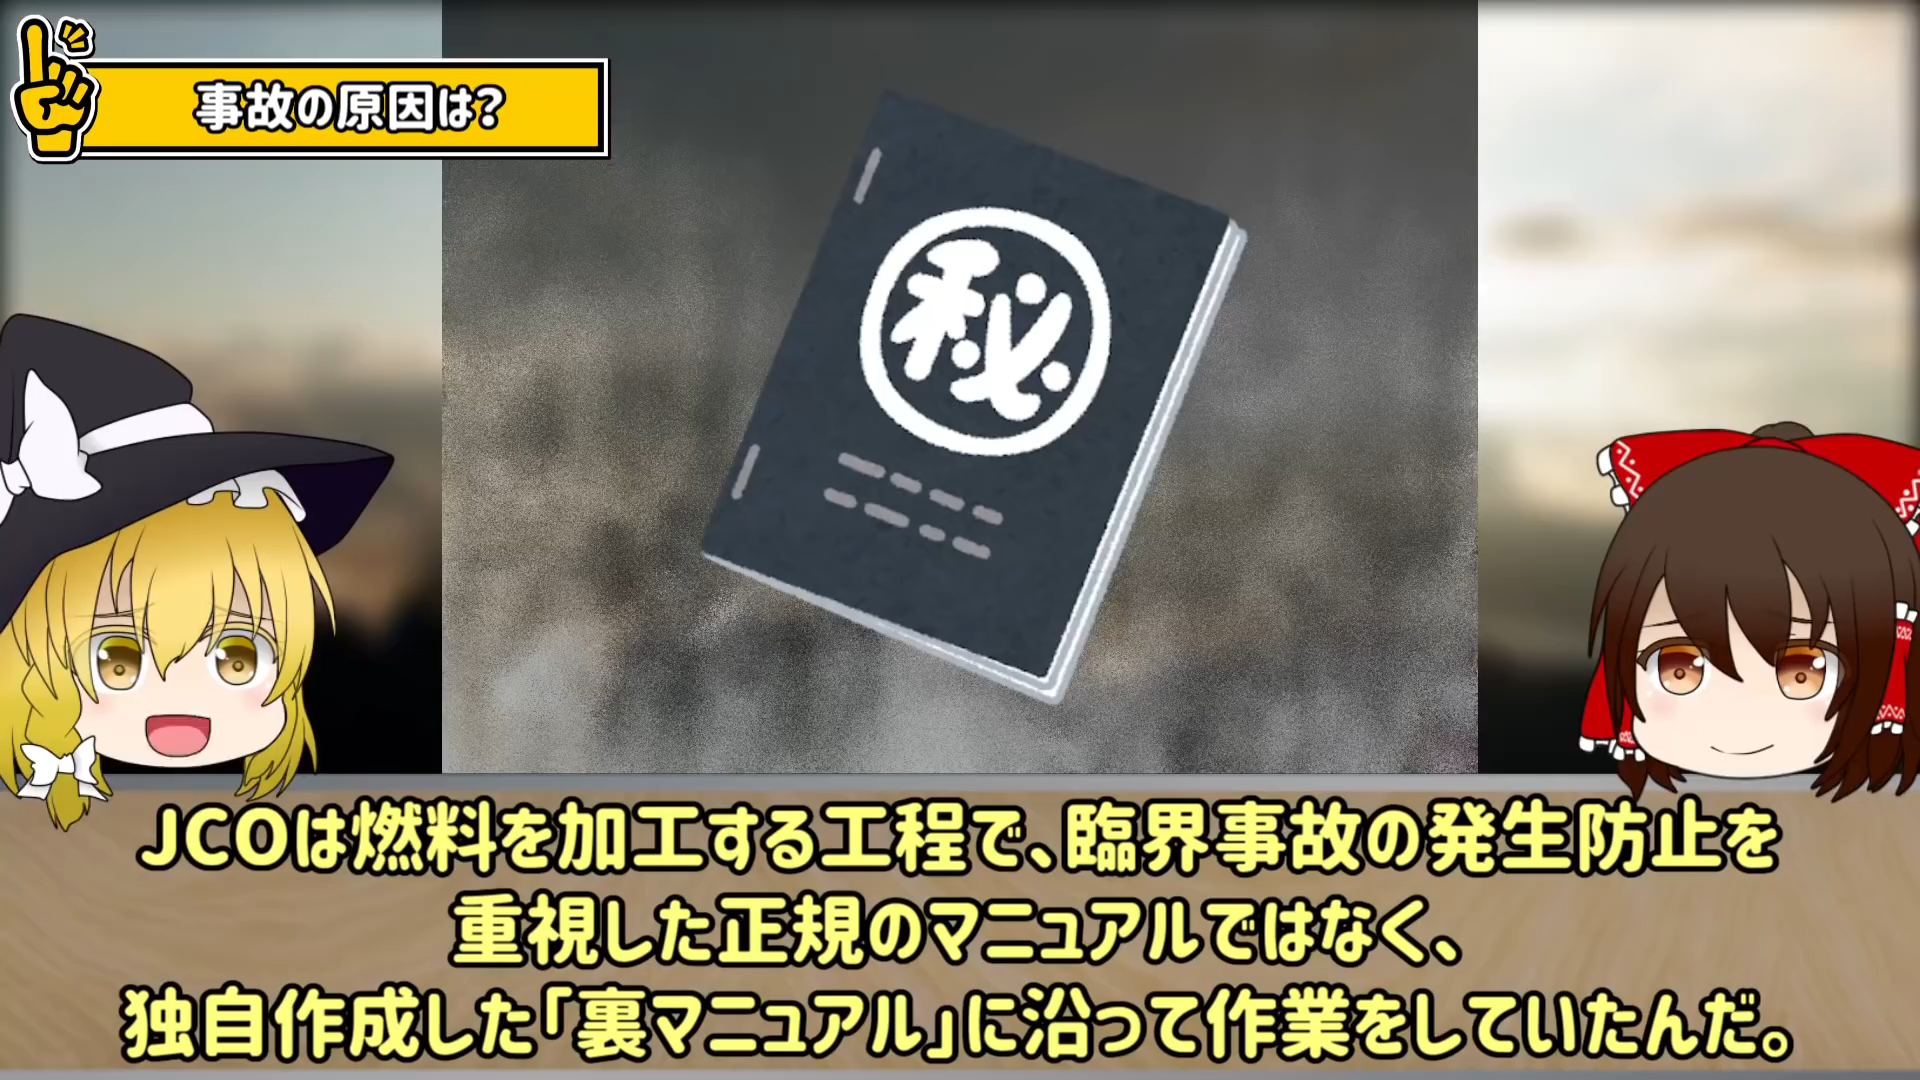 事故の原因は?
秘
JCOは燃料を加工する工程で、臨界事故の発生防止を
重視した正規のマニュアルではなく、
独自作成した「裏マニュアル」に沿って作業をしていたんだ。